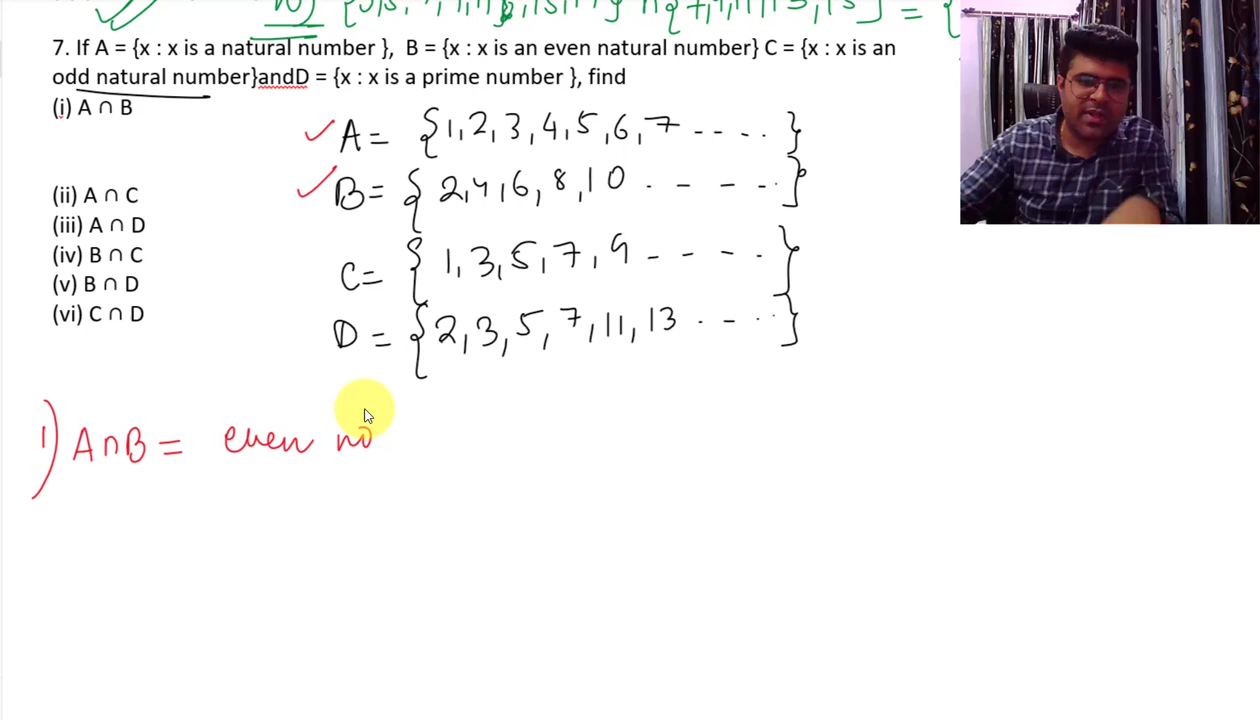 7. If A = {x : x is a natural number }, B = {x : x is an even natural number} C = {x : x is an
odd natural number}andD = {x : x is a prime number }, find
(i) A ∩ B
A = {1, 2, 3, 4, 5, 6, 7 - - - - }
B = { 2, 4, 6, 8, 10 . - - - . }
(ii) A ∩ C
(iii) A ∩ D
(iv) B ∩ C
(v) B ∩ D
(vi) C ∩ D
C = { 1, 3, 5, 7, 9 - - - . }
D = { 2, 3, 5, 7, 11, 13 . - .. }
1) A∩B = even no